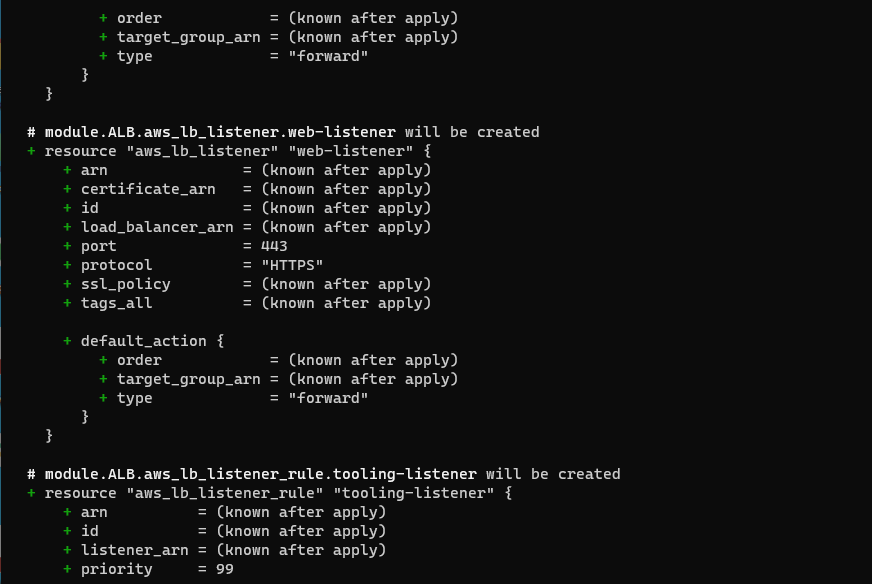 + order            = (known after apply)
+ target_group_arn = (known after apply)
+ type             = "forward"
}
}
# module.ALB.aws_lb_listener.web-listener will be created
+ resource "aws_lb_listener" "web-listener" {
+ arn               = (known after apply)
+ certificate_arn   = (known after apply)
+ id                = (known after apply)
+ load_balancer_arn = (known after apply)
+ port              = 443
+ protocol          = "HTTPS"
+ ssl_policy        = (known after apply)
+ tags_all          = (known after apply)
+ default_action {
+ order            = (known after apply)
+ target_group_arn = (known after apply)
+ type             = "forward"
}
}
# module.ALB.aws_lb_listener_rule.tooling-listener will be created
+ resource "aws_lb_listener_rule" "tooling-listener" {
+ arn          = (known after apply)
+ id           = (known after apply)
+ listener_arn = (known after apply)
+ priority     = 99